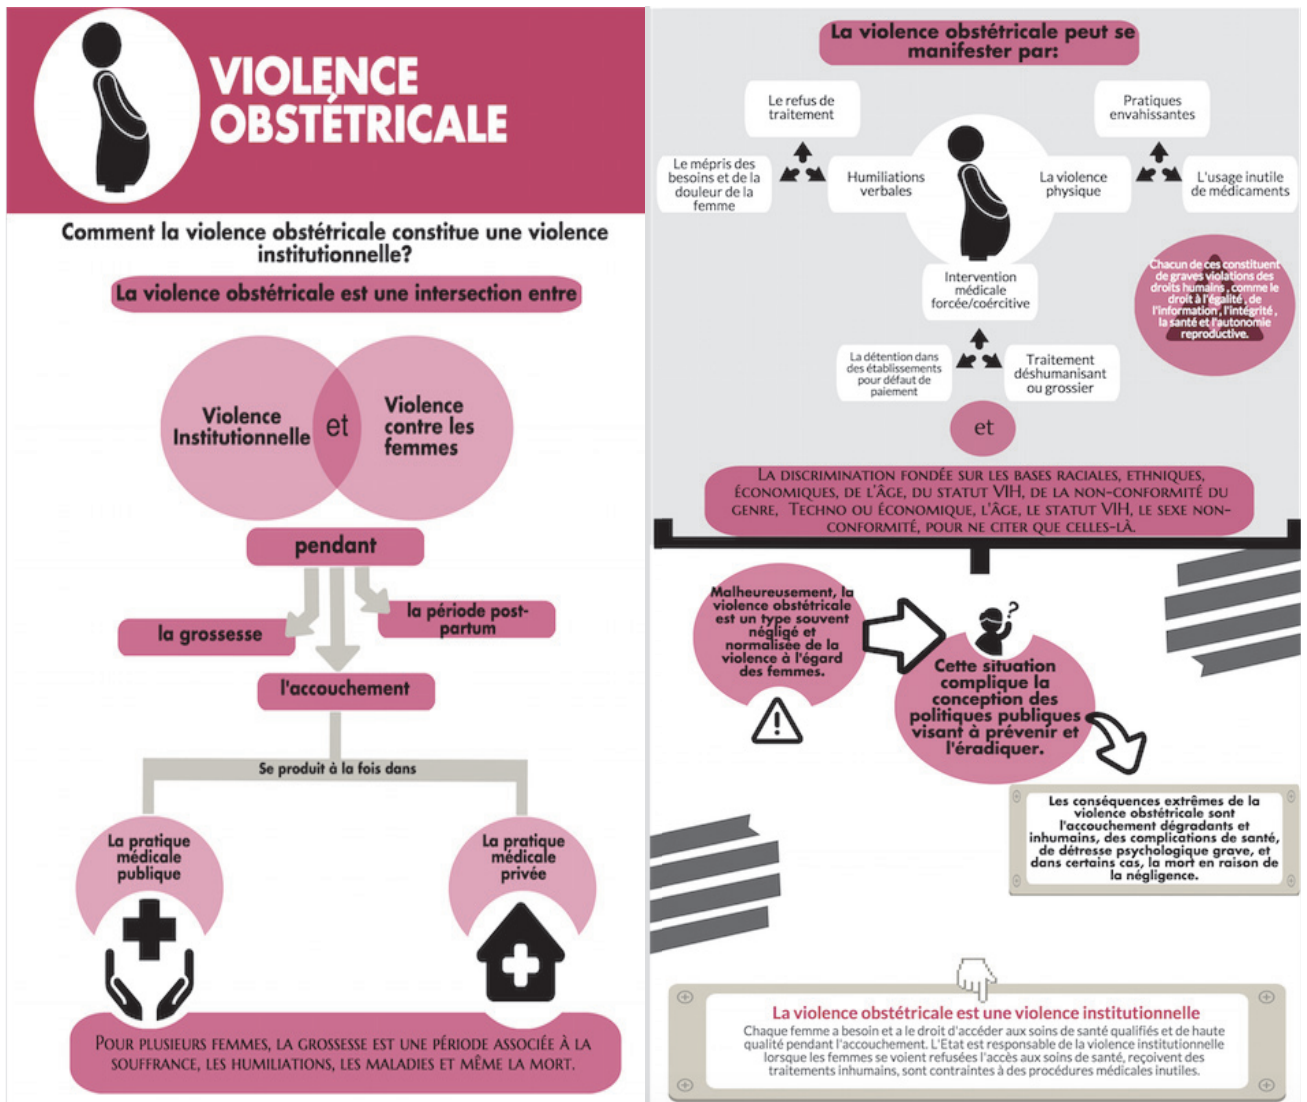 VIOLENCE
OBSTÉTRICALE
Comment la violence obstétricale constitue une violence
institutionnelle?
La violence obstétricale est une intersection entre
Violence
Institutionnelle
et
Violence
contre les
femmes
pendant
la grossesse
la période post-
partum
l'accouchement
Se produit à la fois dans
La pratique
médicale
publique
La pratique
médicale
privée
POUR PLUSIEURS FEMMES, LA GROSSESSE EST UNE PÉRIODE ASSOCIÉE À LA
SOUFFRANCE, LES HUMILIATIONS, LES MALADIES ET MÊME LA MORT.
La violence obstétricale peut se
manifester par:
Le refus de
traitement
Pratiques
envahissantes
Le mépris des
besoins et de la
douleur de la
femme
Humiliations
verbales
La violence
physique
L'usage inutile
de médicaments
Intervention
médicale
forcée/coércitive
Chacun de ces constituent
de graves violations des
droits humains, comme le
droit à l'égalité, de
l'information, l'intégrité,
la santé et l'autonomie
reproductive.
La détention dans
des établissements
pour défaut de
paiement
Traitement
déshumanisant
ou grossier
et
LA DISCRIMINATION FONDÉE SUR LES BASES RACIALES, ETHNIQUES,
ÉCONOMIQUES, DE L'ÂGE, DU STATUT VIH, DE LA NON-CONFORMITÉ DU
GENRE, TECHNO OU ÉCONOMIQUE, L'ÂGE, LE STATUT VIH, LE SEXE NON-
CONFORMITÉ, POUR NE CITER QUE CELLES-LÀ.
Malheureusement, la
violence obstétricale
est un type souvent
négligé et
normalisée de la
violence à l'égard
des femmes.
?
Cette situation
complique la
conception des
politiques publiques
visant à prévenir et
l'éradiquer.
Les conséquences extrêmes de la
violence obstétricale sont
l'accouchement dégradants et
inhumains, des complications de santé,
de détresse psychologique grave, et
dans certains cas, la mort en raison de
la négligence.
La violence obstétricale est une violence institutionnelle
Chaque femme a besoin et a le droit d'accéder aux soins de santé qualifiés et de haute
qualité pendant l'accouchement. L'Etat est responsable de la violence institutionnelle
lorsque les femmes se voient refusées l'accès aux soins de santé, reçoivent des
traitements inhumains, sont contraintes à des procédures médicales inutiles.